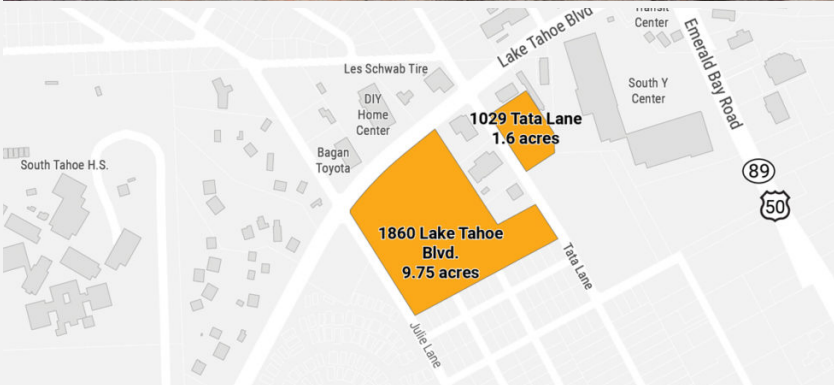 Transit
Center
Lake Tahoe Blvd
Emerald Bay Road
Les Schwab Tire
DIY
Home
Center
South Y
Center
1029 Tata Lane
1.6 acres
Bagan
Toyota
South Tahoe H.S.
89
50
1860 Lake Tahoe
Blvd.
9.75 acres
Tata Lane
Julie Lane